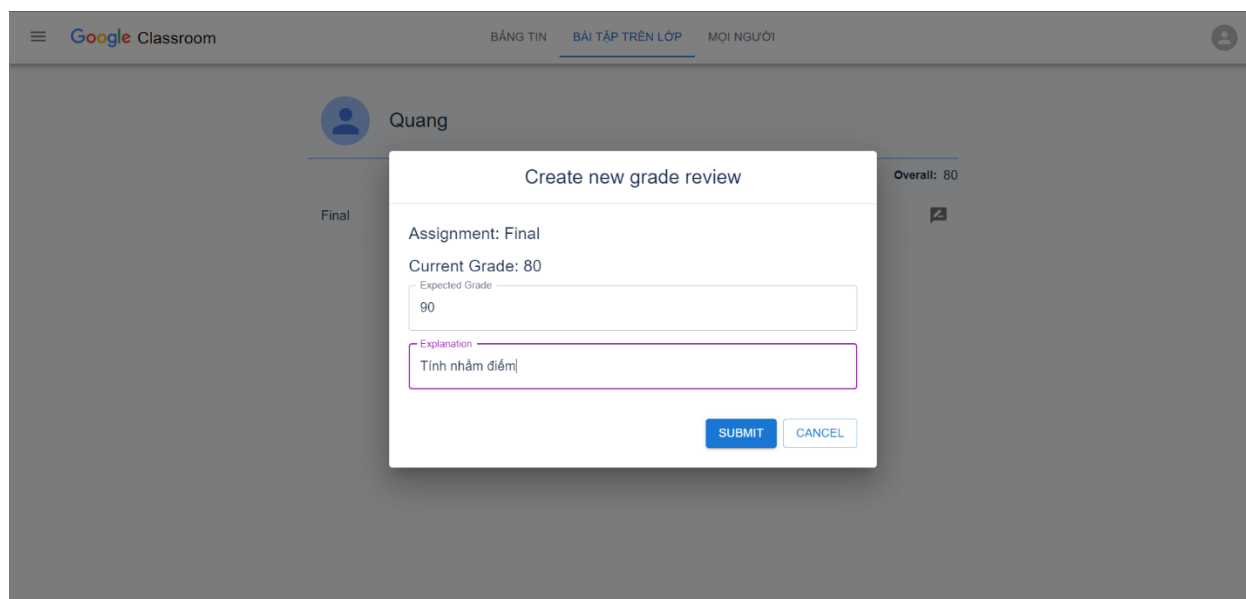 Google Classroom
BẢNG TIN
BÀI TẬP TRÊN LỚP
MỌI NGƯỜI
Quang
Overall: 80
Final
Create new grade review
Assignment: Final
Current Grade: 80
Expected Grade
90
Explanation
Tính nhầm điểm
SUBMIT
CANCEL